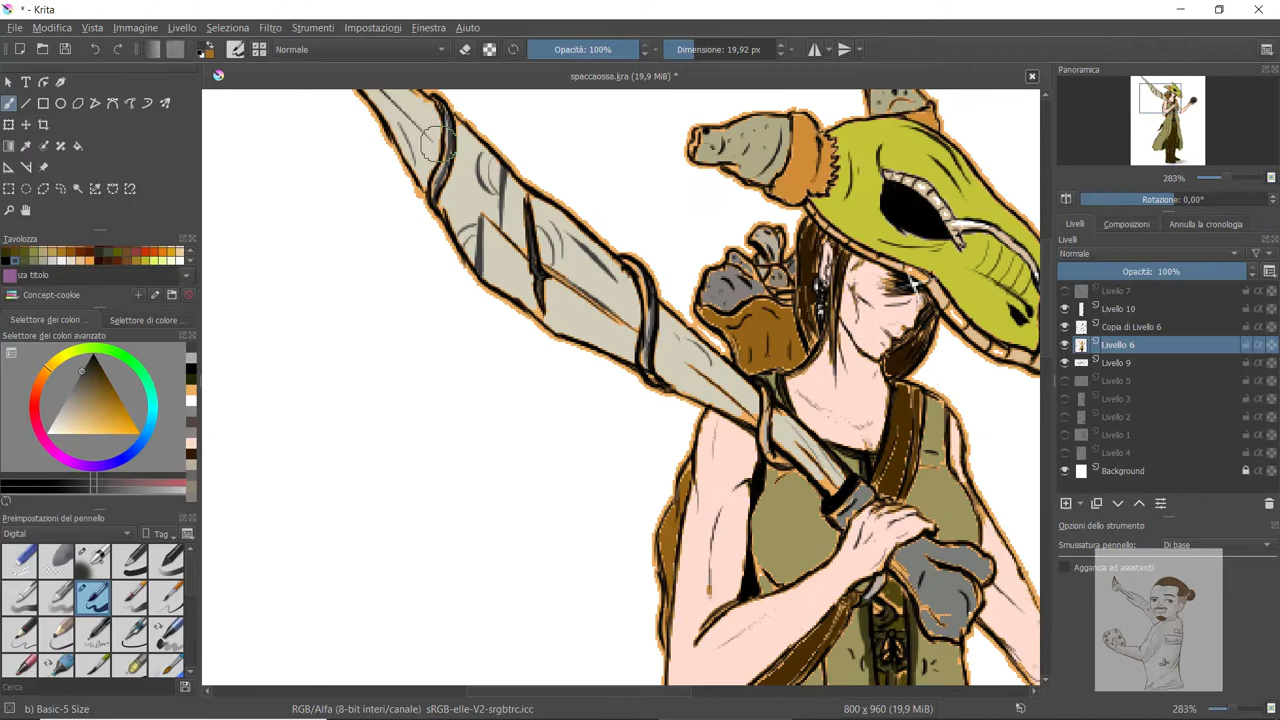 * - Krita
File Modifica Vista Immagine Livello Seleziona Filtro Strumenti Impostazioni Finestra Aiuto
Normale Opacità: 100% Dimensione: 19,92 px
spaccaossa.kra (19,9 MiB) *
Panoramica
283%
Rotazione: 0,00°
Livelli Composizioni Annulla la cronologia
Livelli
Normale
Opacità: 100%
Livello 7
Livello 10
Copia di Livello 6
Livello 6
Livello 9
Livello 5
Livello 3
Livello 2
Livello 1
Livello 4
Background
Opzioni dello strumento
Smussatura pennello: Di base
Aggancia ad assistenti
Tavolozza
nza titolo
Concept-cookie
Selettore dei colori ... Selettore di colore ...
Selettore dei colori avanzato
Preimpostazioni del pennello
Digital Tag
Cerca
b) Basic-5 Size RGB/Alfa (8-bit interi/canale) sRGB-elle-V2-srgbtrc.icc 800 x 960 (19,9 MiB) 283%